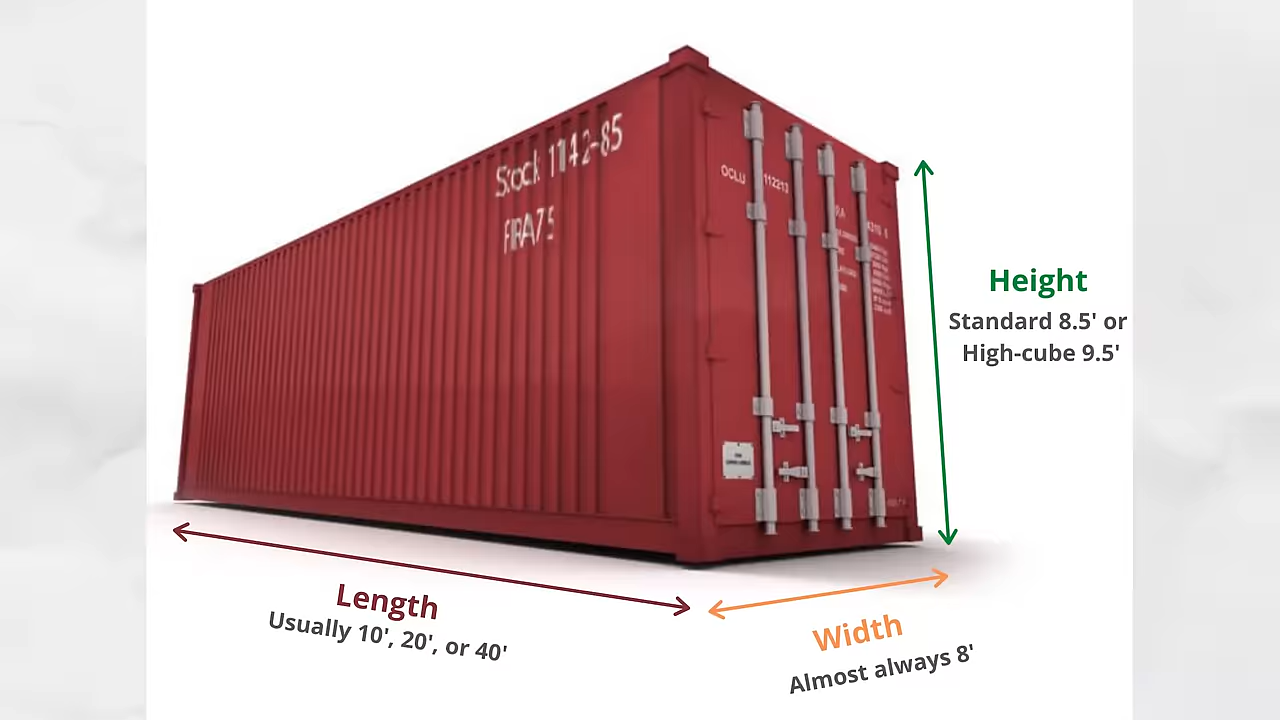 Stock 1142-85
FIRA75
OCLU 112213
Height
Standard 8.5' or
High-cube 9.5'
Length
Usually 10', 20', or 40'
Width
Almost always 8'